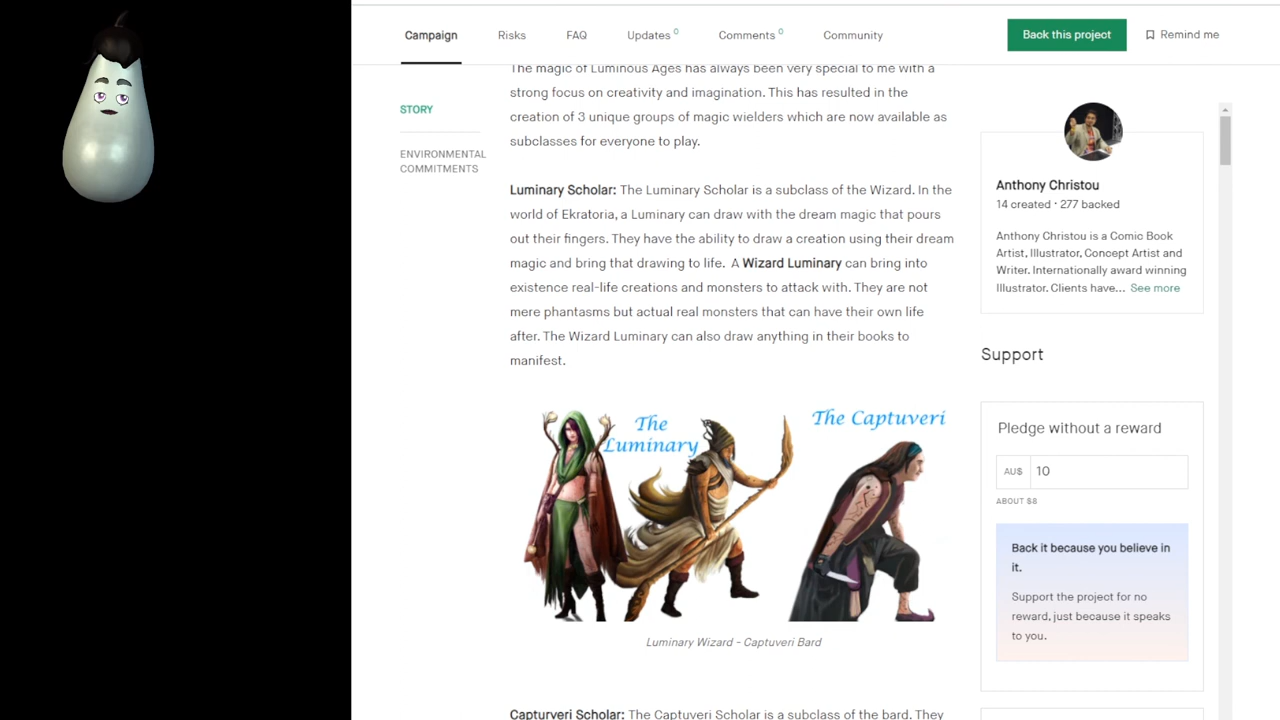 Campaign Risks FAQ Updates 0 Comments 0 Community Back this project Remind me
STORY
ENVIRONMENTAL
COMMITMENTS
The magic of Luminous Ages has always been very special to me with a
strong focus on creativity and imagination. This has resulted in the
creation of 3 unique groups of magic wielders which are now available as
subclasses for everyone to play.
Luminary Scholar: The Luminary Scholar is a subclass of the Wizard. In the
world of Ekratoria, a Luminary can draw with the dream magic that pours
out their fingers. They have the ability to draw a creation using their dream
magic and bring that drawing to life. A Wizard Luminary can bring into
existence real-life creations and monsters to attack with. They are not
mere phantasms but actual real monsters that can have their own life
after. The Wizard Luminary can also draw anything in their books to
manifest.
The
Luminary
The Captuveri
Luminary Wizard - Captuveri Bard
Capturveri Scholar: The Captuveri Scholar is a subclass of the bard. They
Anthony Christou
14 created · 277 backed
Anthony Christou is a Comic Book
Artist, Illustrator, Concept Artist and
Writer. Internationally award winning
Illustrator. Clients have... See more
Support
Pledge without a reward
AU$ 10
ABOUT $8
Back it because you believe in
it.
Support the project for no
reward, just because it speaks
to you.